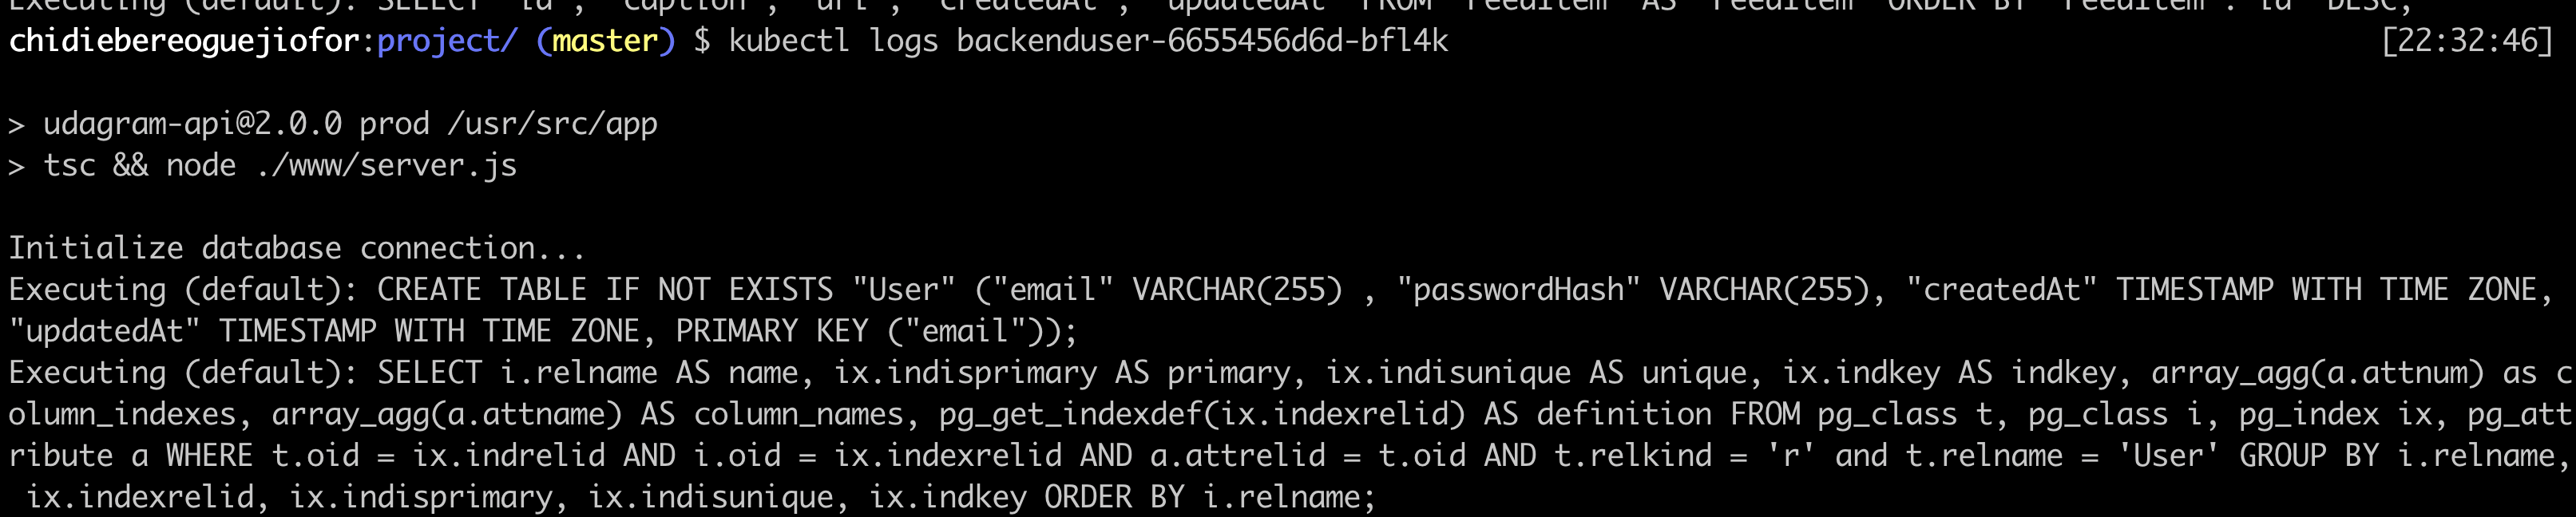 Executing (default): SELECT "id", "caption", "url", "createdAt", "updatedAt" FROM "FeedItem" AS "FeedItem" ORDER BY "FeedItem"."id" DESC;
chidiebereoguejiofor:project/ (master) $ kubectl logs backenduser-6655456d6d-bfl4k [22:32:46]
> udagram-api@2.0.0 prod /usr/src/app
> tsc && node ./www/server.js
Initialize database connection...
Executing (default): CREATE TABLE IF NOT EXISTS "User" ("email" VARCHAR(255) , "passwordHash" VARCHAR(255), "createdAt" TIMESTAMP WITH TIME ZONE,
"updatedAt" TIMESTAMP WITH TIME ZONE, PRIMARY KEY ("email"));
Executing (default): SELECT i.relname AS name, ix.indisprimary AS primary, ix.indisunique AS unique, ix.indkey AS indkey, array_agg(a.attnum) as c
olumn_indexes, array_agg(a.attname) AS column_names, pg_get_indexdef(ix.indexrelid) AS definition FROM pg_class t, pg_class i, pg_index ix, pg_att
ribute a WHERE t.oid = ix.indrelid AND i.oid = ix.indexrelid AND a.attrelid = t.oid AND t.relkind = 'r' and t.relname = 'User' GROUP BY i.relname,
ix.indexrelid, ix.indisprimary, ix.indisunique, ix.indkey ORDER BY i.relname;